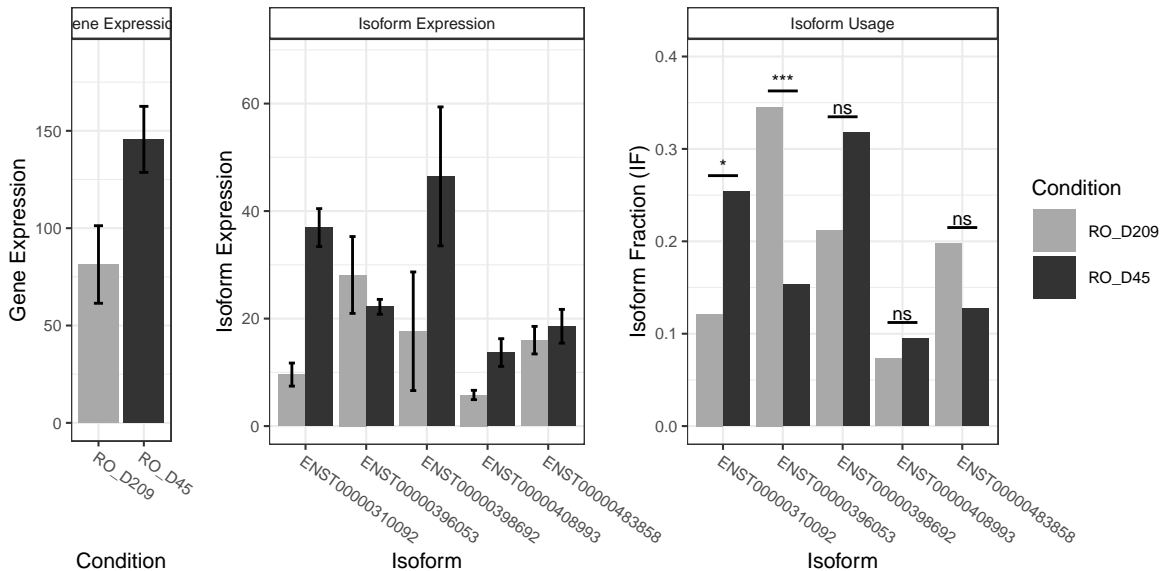 ene Expressio
Gene Expression
150
100
50
0
RO_D209
RO_D45
Condition
Isoform Expression
Isoform Expression
60
40
20
0
ENST00000310092
ENST00000396053
ENST00000398692
ENST00000408993
ENST00000483858
Isoform
Isoform Usage
Isoform Fraction (IF)
0.4
0.3
0.2
0.1
0.0
*
***
ns
ns
ns
ENST00000310092
ENST00000396053
ENST00000398692
ENST00000408993
ENST00000483858
Isoform
Condition
RO_D209
RO_D45